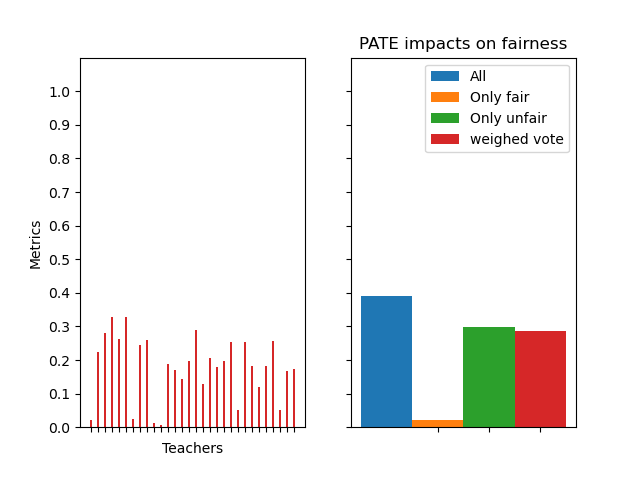 PATE impacts on fairness
All
Only fair
Only unfair
weighed vote
1.0
0.9
0.8
0.7
0.6
0.5
0.4
0.3
0.2
0.1
0.0
Metrics
Teachers